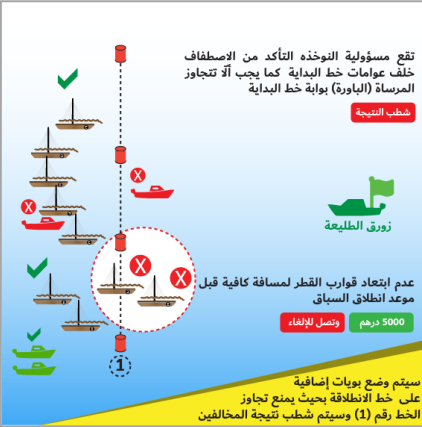 تقع مسؤولية النوخذه التأكد من الاصطفاف
خلف عوامات خط البداية كما يجب ألّا تتجاوز
المرساة (الباورة) بوابة خط البداية
شطب النتيجة
X
X
زورق الطليعة
X
X
عدم ابتعاد قوارب القطر لمسافة كافية قبل
موعد انطلاق السباق
5000 درهم
وتصل للإلغاء
1
سيتم وضع بويات إضافية
على خط الانطلاقة بحيث يمنع تجاوز
الخط رقم (1) وسيتم شطب نتيجة المخالفين